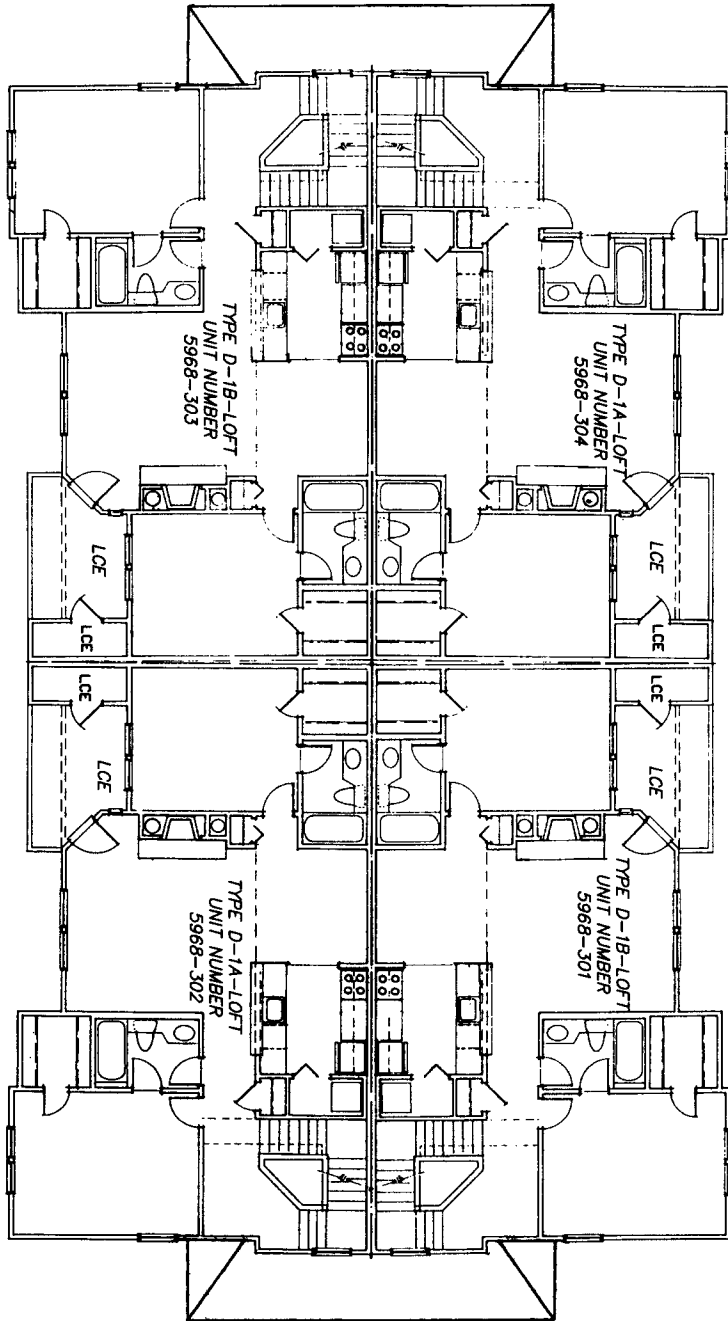 TYPE D-1B-LOFT
UNIT NUMBER
5968-303
TYPE D-1A-LOFT
UNIT NUMBER
5968-304
LCE
LCE
LCE
LCE
LCE
LCE
LCE
LCE
TYPE D-1A-LOFT
UNIT NUMBER
5968-302
TYPE D-1B-LOFT
UNIT NUMBER
5968-301